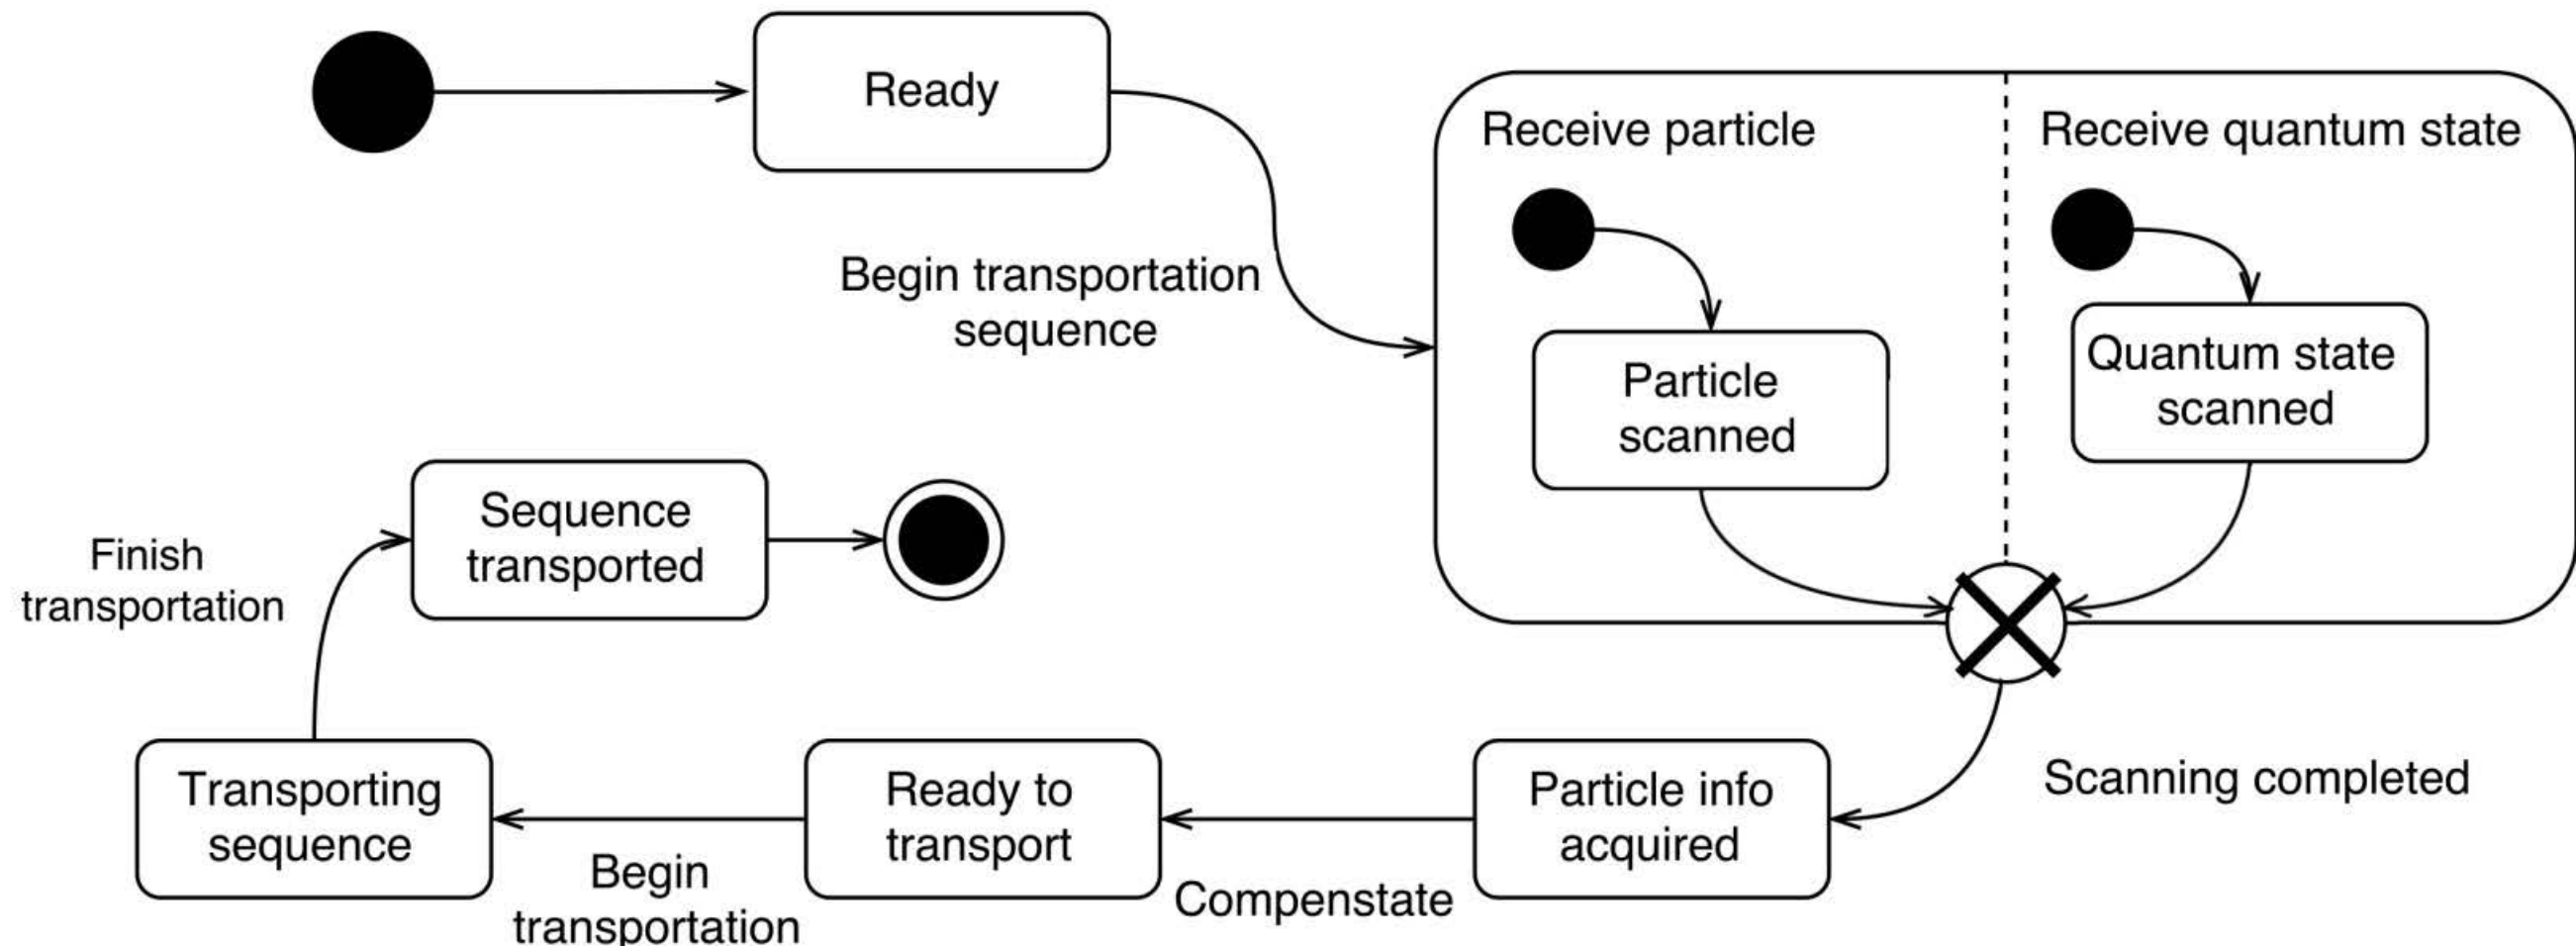 Ready
Receive particle
Receive quantum state
Begin transportation
sequence
Particle
scanned
Quantum state
scanned
Sequence
transported
Finish
transportation
Transporting
sequence
Begin
transportation
Ready to
transport
Compenstate
Particle info
acquired
Scanning completed